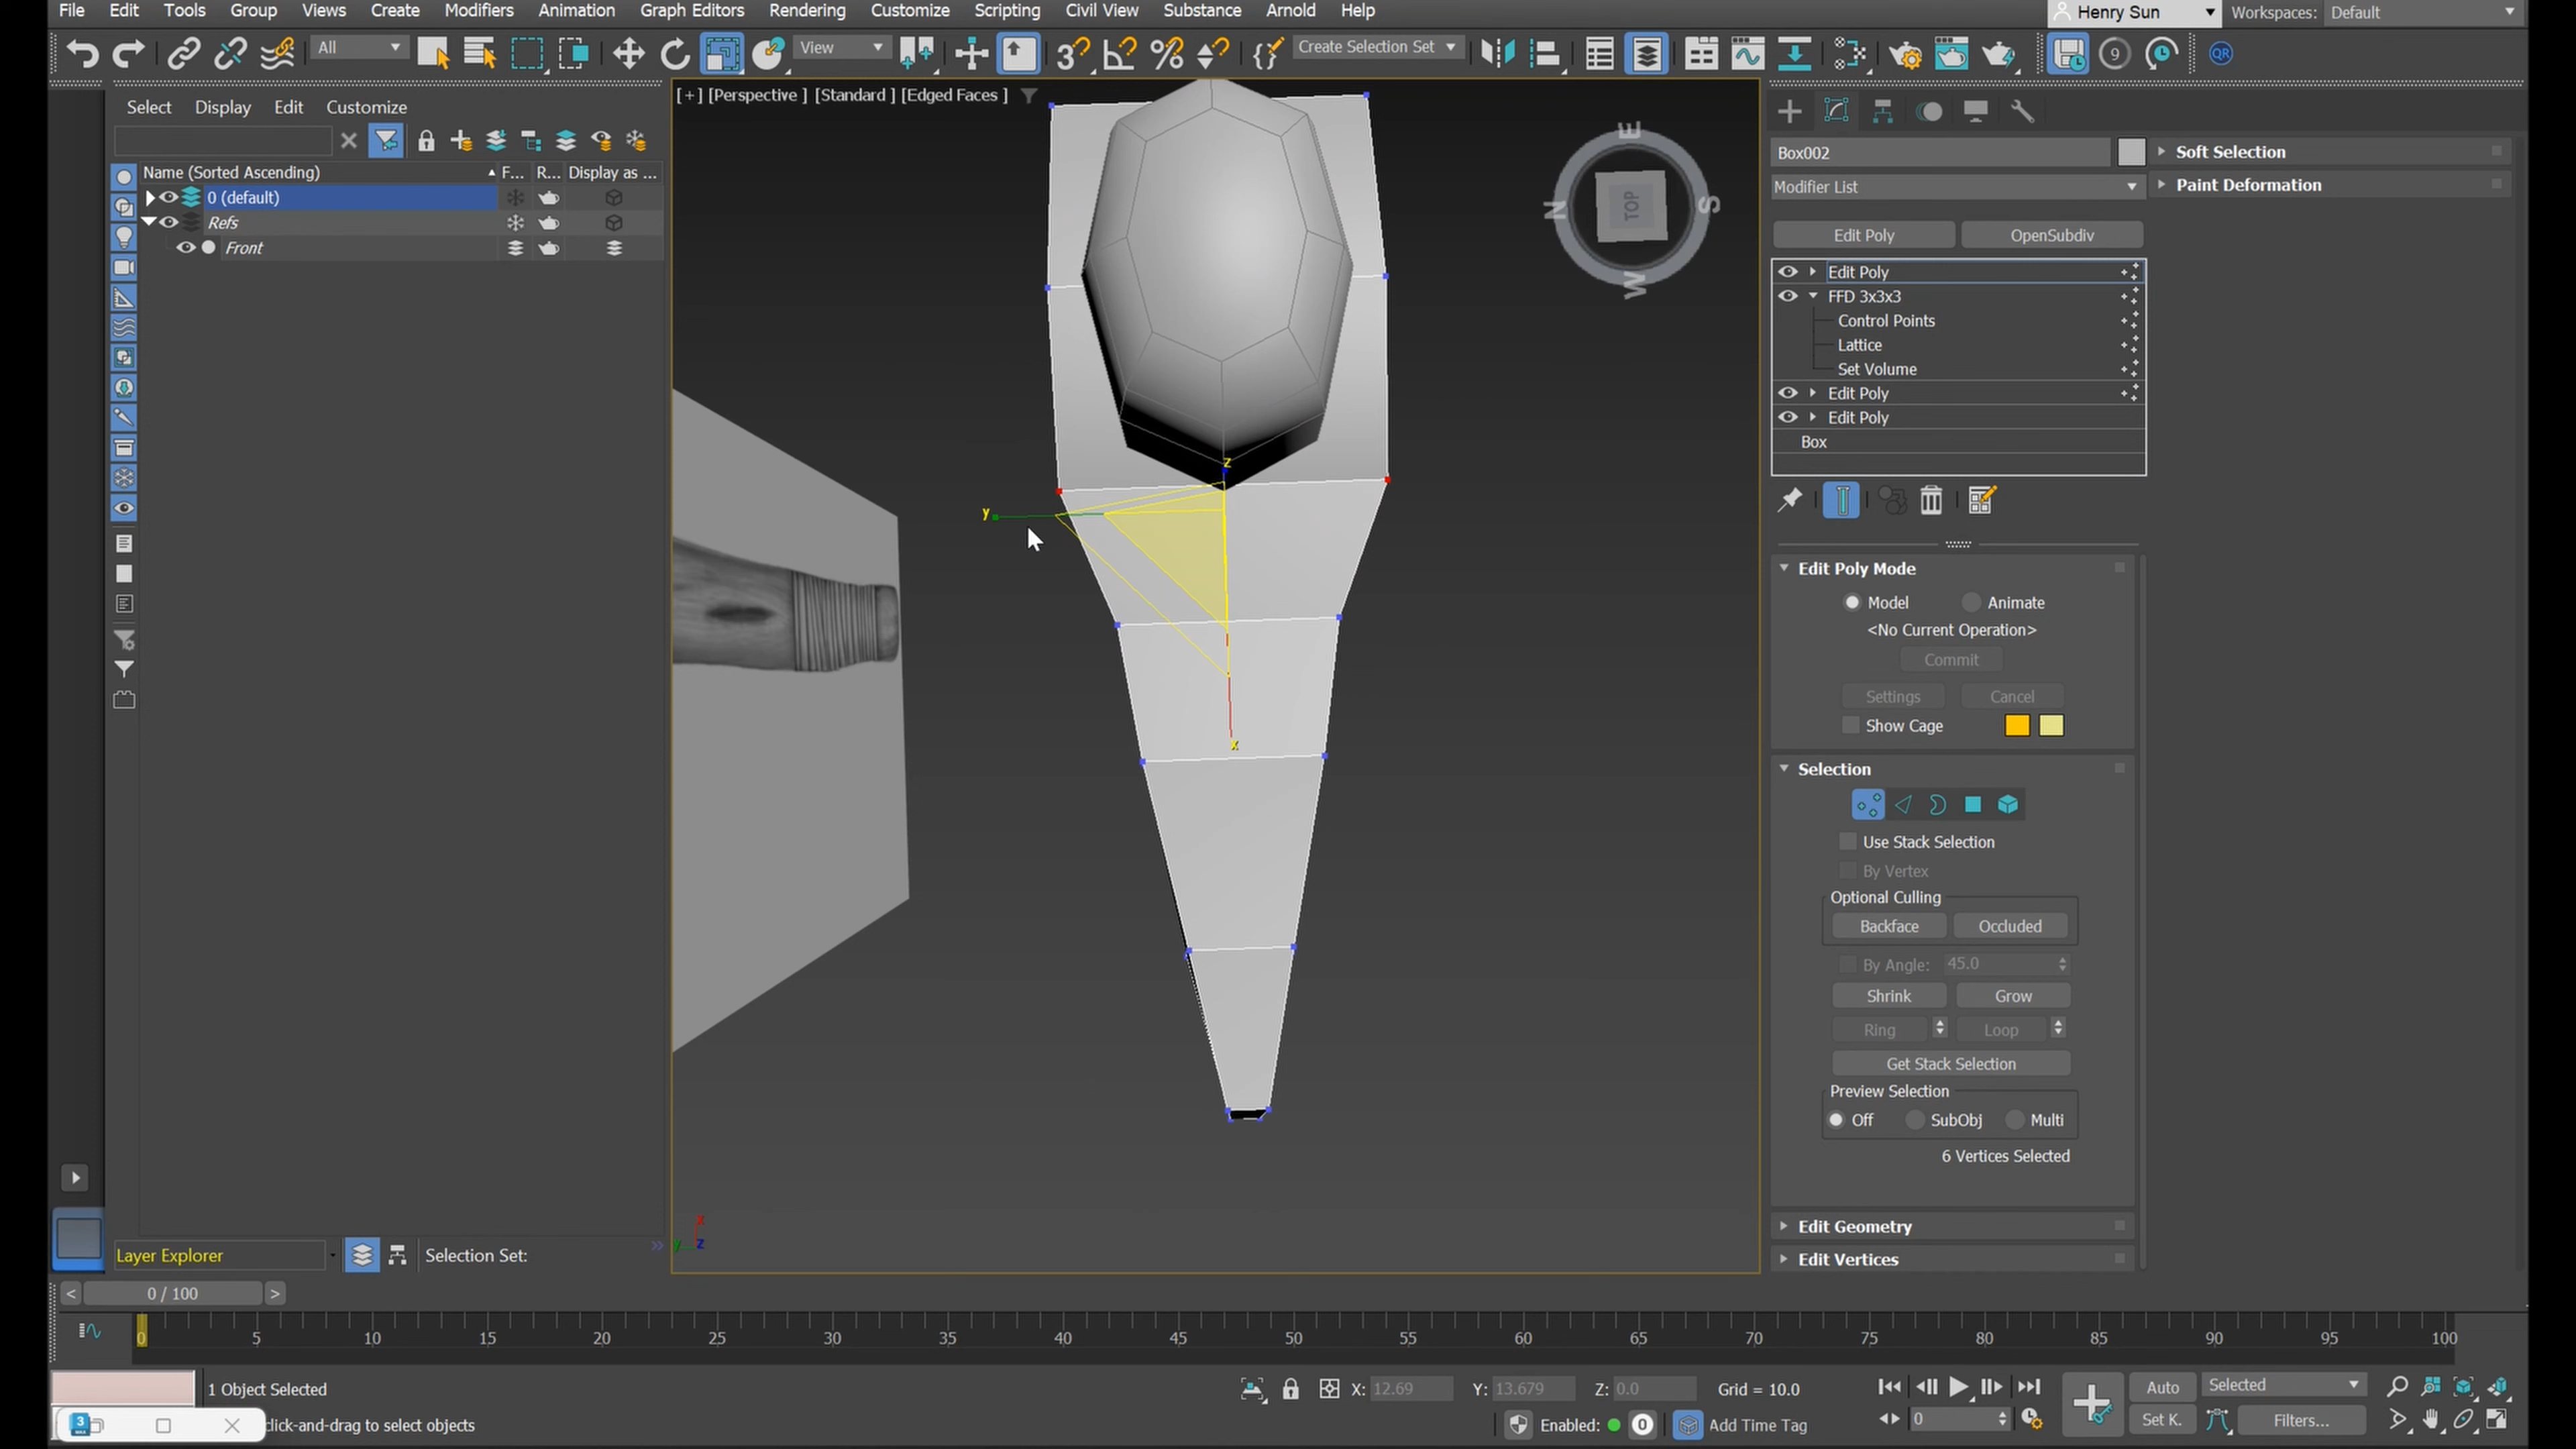 File Edit Tools Group Views Create Modifiers Animation Graph Editors Rendering Customize Scripting Civil View Substance Arnold Help
Henry Sun
Workspaces: Default
All
View
3
Create Selection Set
9
QR
Select Display Edit Customize
Name (Sorted Ascending) F... R... Display as ...
0 (default)
Refs
Front
[+] [Perspective ] [Standard ] [Edged Faces ]
E
N
TOP
S
W
z
y
x
Box002
Modifier List
Edit Poly OpenSubdiv
Edit Poly
FFD 3x3x3
Control Points
Lattice
Set Volume
Edit Poly
Edit Poly
Box
Soft Selection
Paint Deformation
Edit Poly Mode
Model Animate
<No Current Operation>
Commit
Settings Cancel
Show Cage
Selection
Use Stack Selection
By Vertex
Optional Culling
Backface Occluded
By Angle: 45.0
Shrink Grow
Ring Loop
Get Stack Selection
Preview Selection
Off SubObj Multi
6 Vertices Selected
Edit Geometry
Edit Vertices
x
y z
Layer Explorer
Selection Set:
< 0 / 100 >
0 5 10 15 20 25 30 35 40 45 50 55 60 65 70 75 80 85 90 95 100
1 Object Selected
X: 12.69 Y: 13.679 Z: 0.0 Grid = 10.0
Auto Selected
3
click-and-drag to select objects
Enabled: 0 Add Time Tag
0
Set K. Filters...